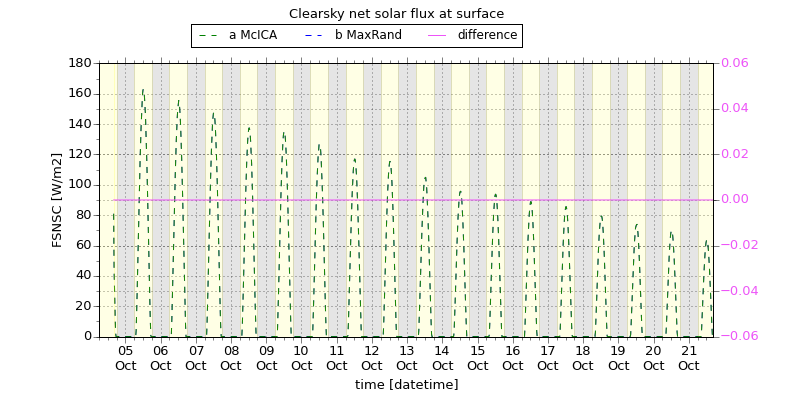 Clearsky net solar flux at surface
a McICA b MaxRand difference
FSNSC [W/m2]
180
160
140
120
100
80
60
40
20
0
0.06
0.04
0.02
0.00
−0.02
−0.04
−0.06
05 06 07 08 09 10 11 12 13 14 15 16 17 18 19 20 21
Oct Oct Oct Oct Oct Oct Oct Oct Oct Oct Oct Oct Oct Oct Oct Oct Oct
time [datetime]